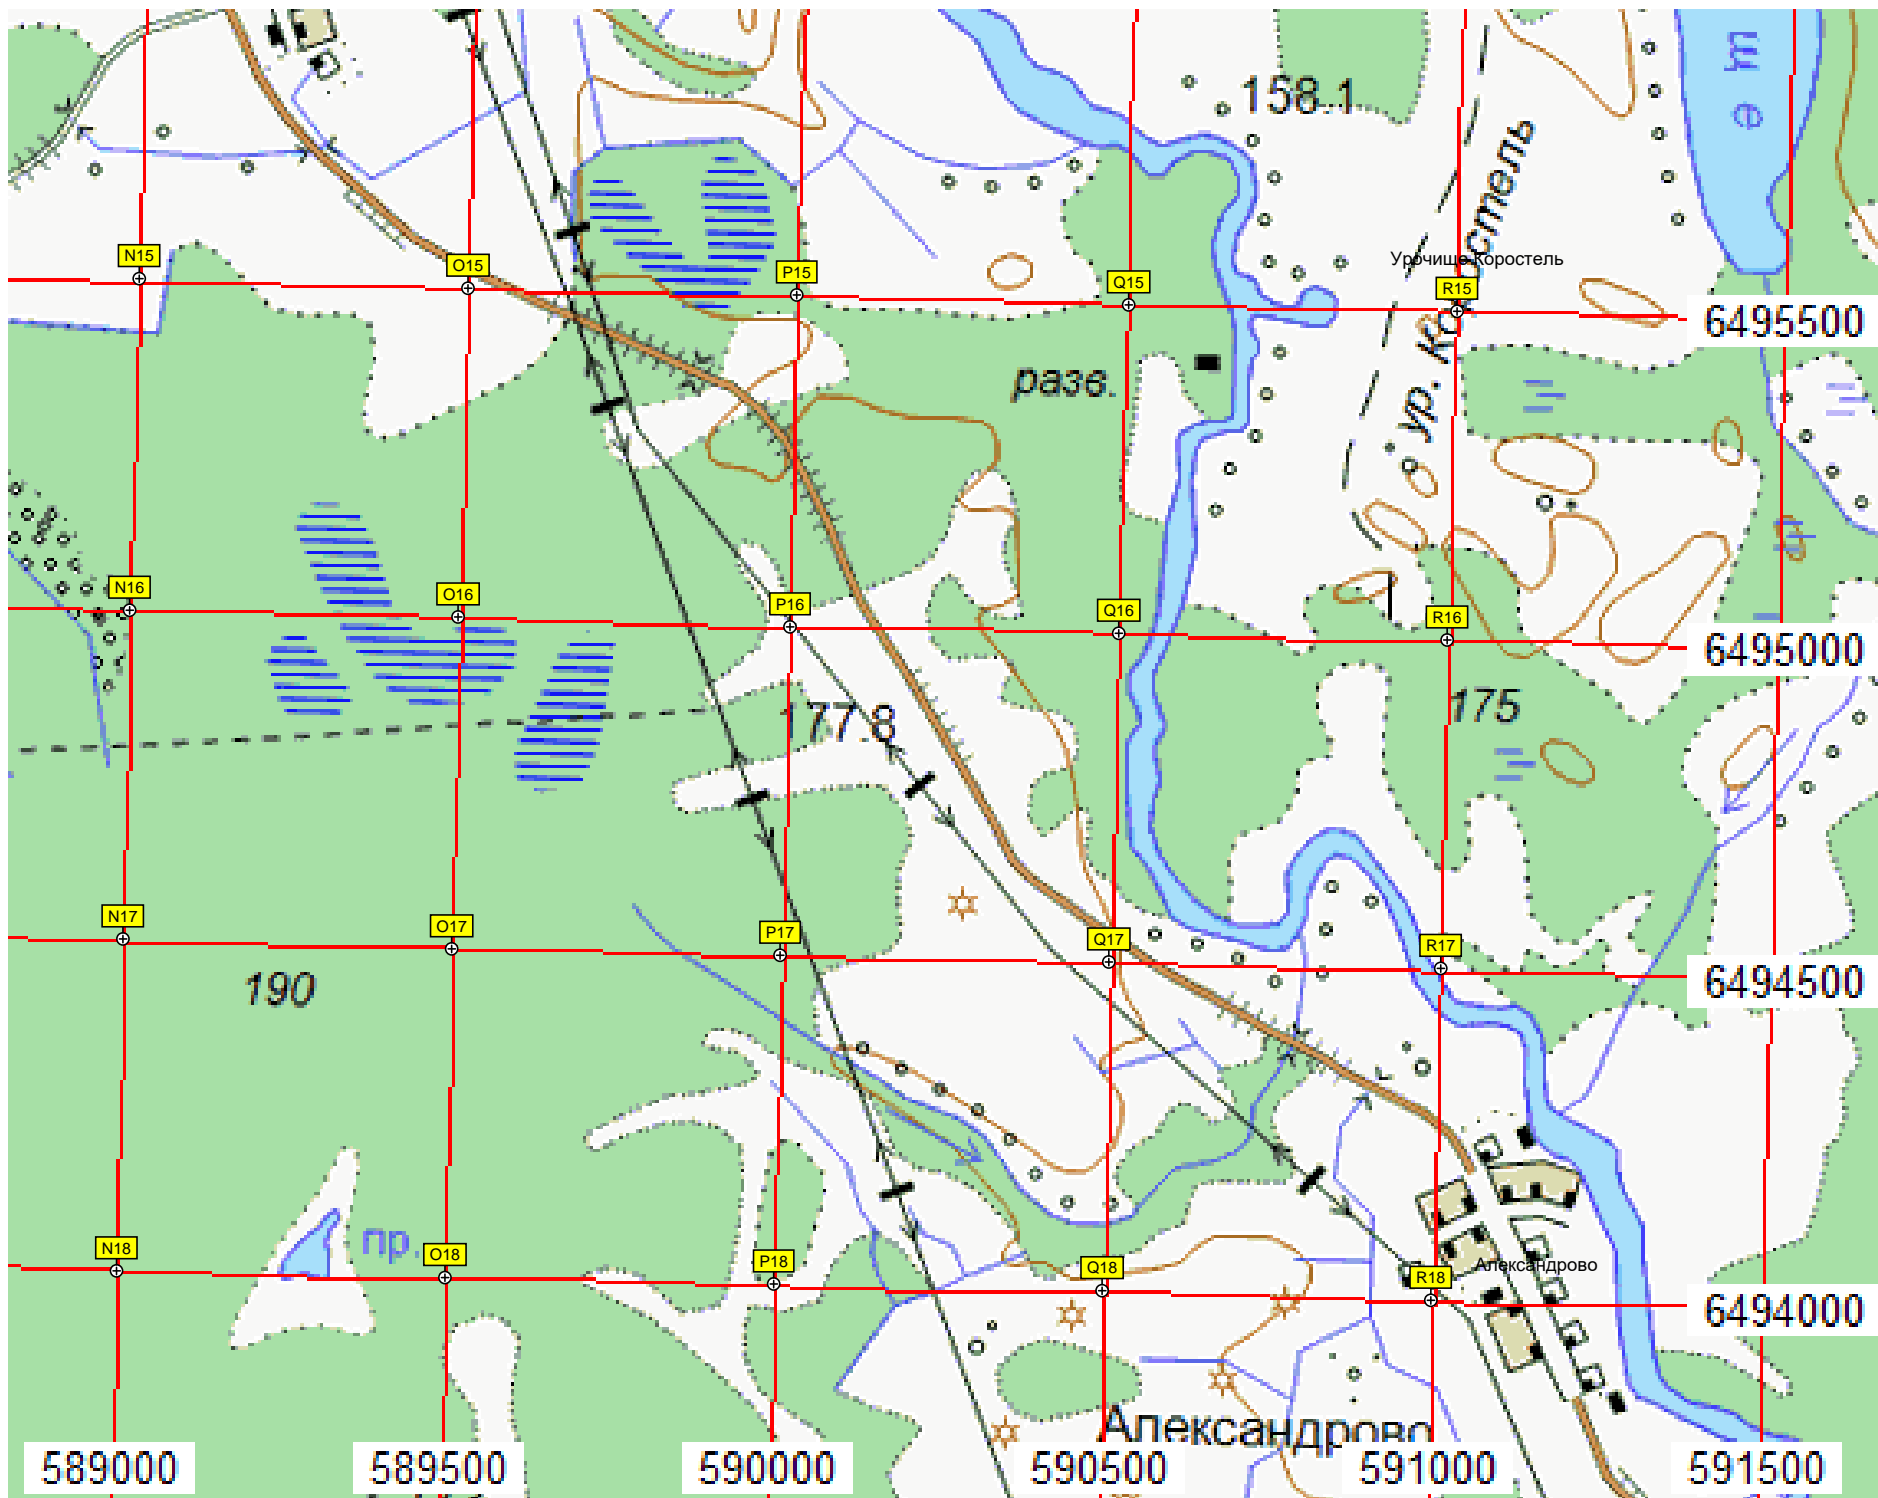 158.1
ет
N15
O15
P15
Q15
Урочище Коростель
R15
ур. Коростель
6495500
разв.
N16
O16
P16
Q16
R16
6495000
177.8
175
N17
O17
P17
Q17
R17
6494500
190
N18
пр.
O18
P18
Q18
R18
Александрово
6494000
Александрово
589000
589500
590000
590500
591000
591500